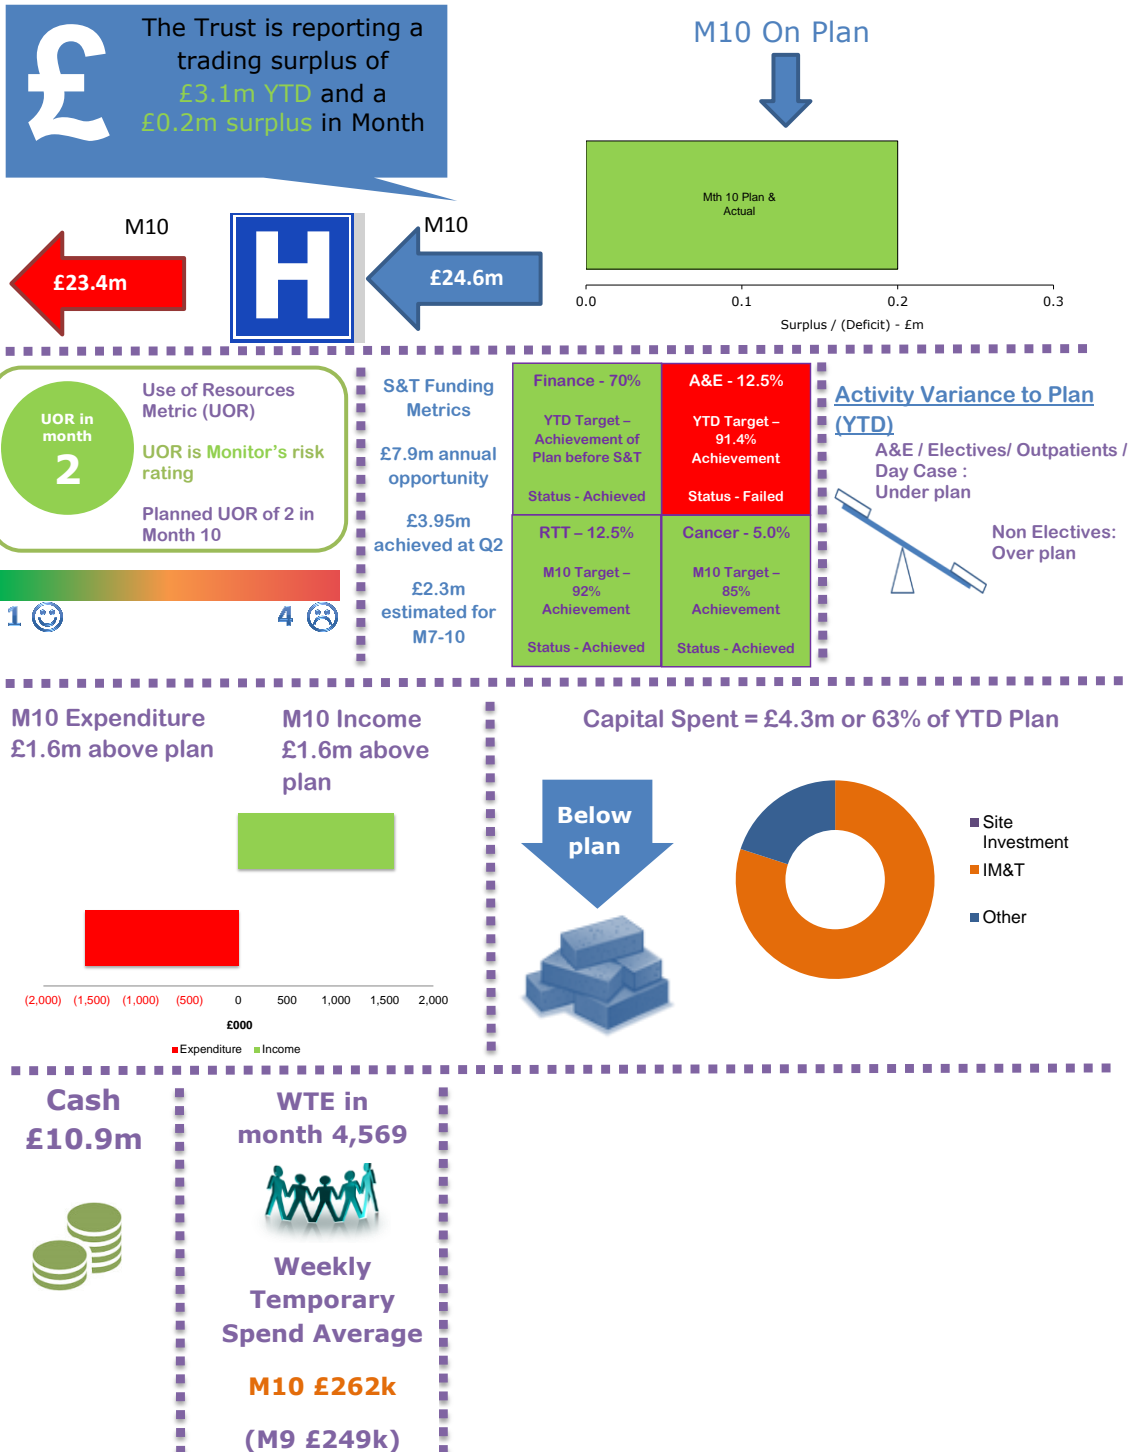 £
The Trust is reporting a
trading surplus of
£3.1m YTD and a
£0.2m surplus in Month
M10 On Plan
Mth 10 Plan &
Actual
0.0
0.1
0.2
0.3
Surplus / (Deficit) - £m
M10
£23.4m
H
M10
£24.6m
UOR in
month
2
Use of Resources
Metric (UOR)
UOR is Monitor's risk
rating
Planned UOR of 2 in
Month 10
1
4
S&T Funding
Metrics
£7.9m annual
opportunity
£3.95m
achieved at Q2
£2.3m
estimated for
M7-10
Finance - 70%
YTD Target –
Achievement of
Plan before S&T
Status - Achieved
A&E - 12.5%
YTD Target –
91.4%
Achievement
Status - Failed
RTT – 12.5%
M10 Target –
92%
Achievement
Status - Achieved
Cancer - 5.0%
M10 Target –
85%
Achievement
Status - Achieved
Activity Variance to Plan
(YTD)
A&E / Electives/ Outpatients /
Day Case :
Under plan
Non Electives:
Over plan
M10 Expenditure
£1.6m above plan
M10 Income
£1.6m above
plan
(2,000)
(1,500)
(1,000)
(500)
0
500
1,000
1,500
2,000
£000
Expenditure
Income
Capital Spent = £4.3m or 63% of YTD Plan
Below
plan
Site
Investment
IM&T
Other
Cash
£10.9m
WTE in
month 4,569
Weekly
Temporary
Spend Average
M10 £262k
(M9 £249k)